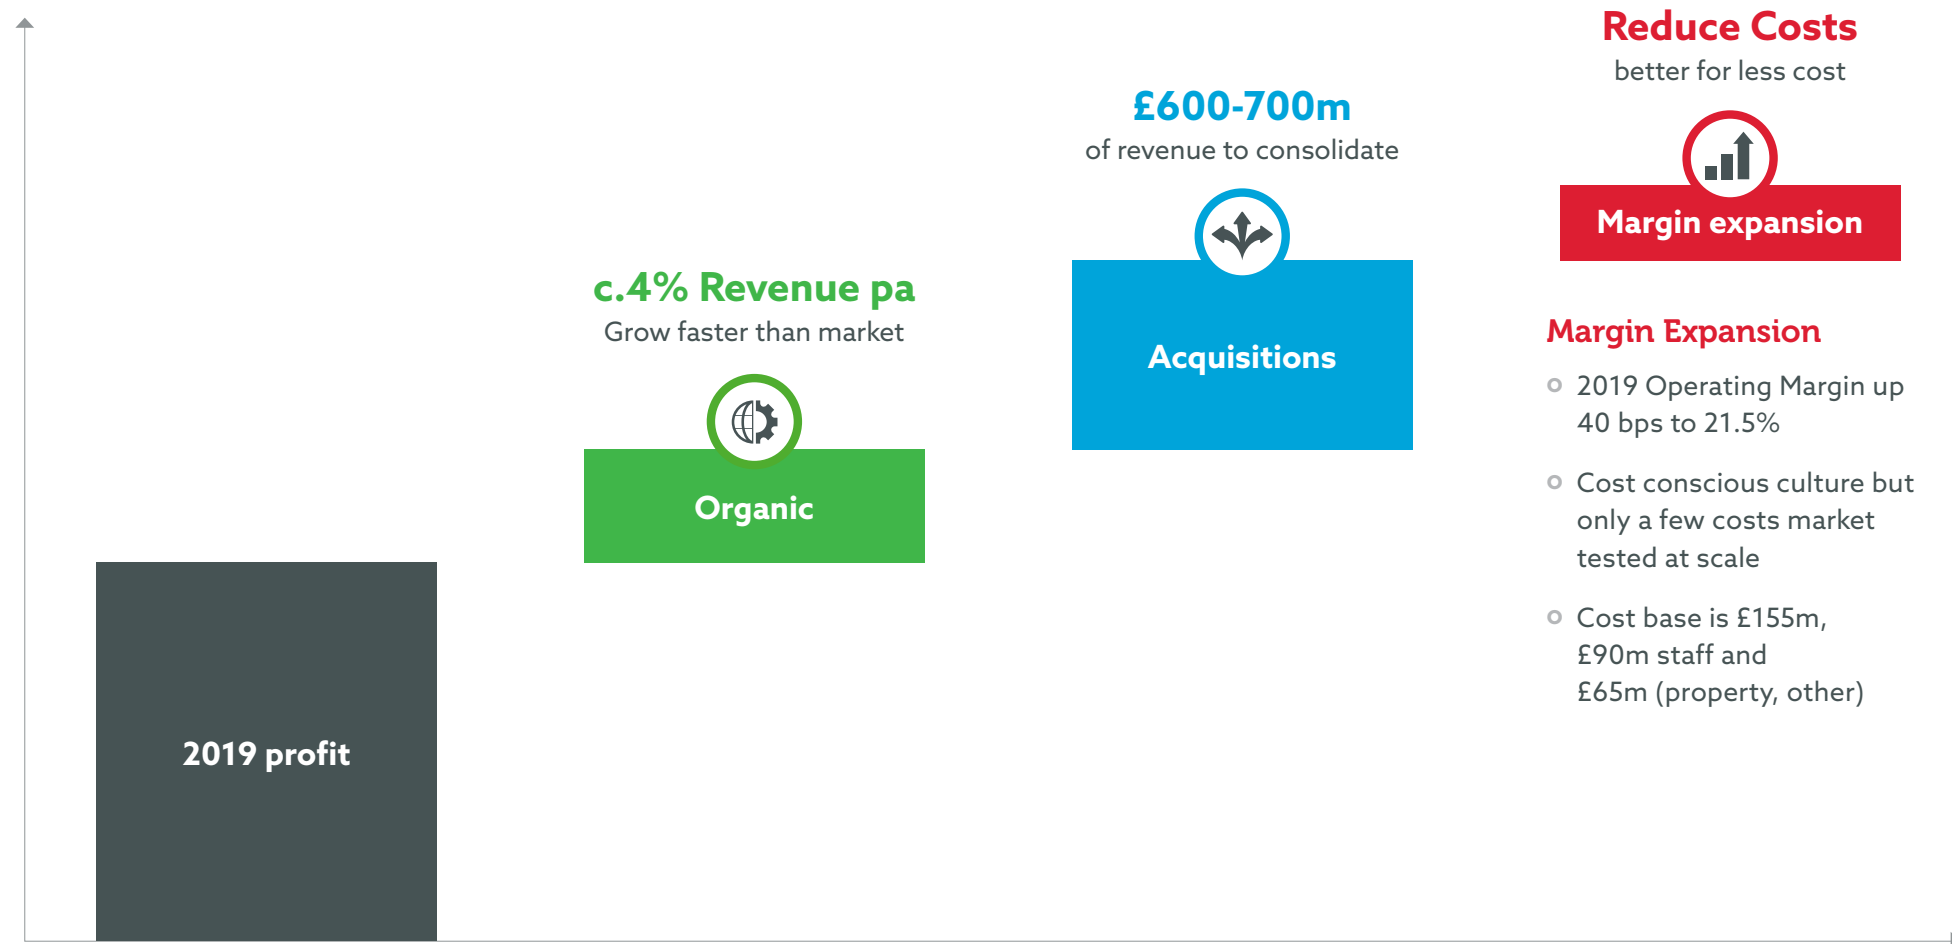 2019 profit
c.4% Revenue pa
Grow faster than market
Organic
£600-700m
of revenue to consolidate
Acquisitions
Reduce Costs
better for less cost
Margin expansion
Margin Expansion
2019 Operating Margin up
40 bps to 21.5%
Cost conscious culture but
only a few costs market
tested at scale
Cost base is £155m,
£90m staff and
£65m (property, other)